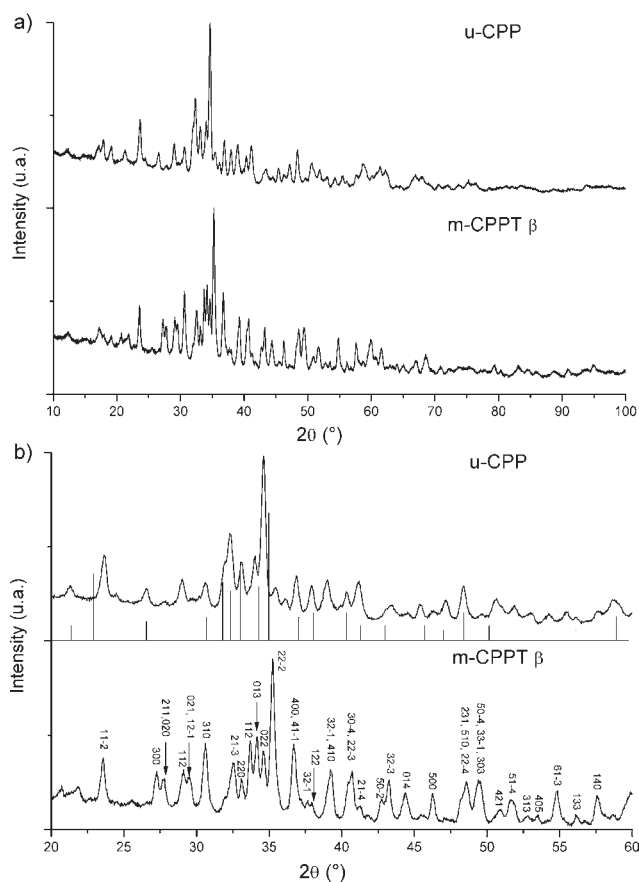 a)
u-CPP
m-CPPT β
Intensity (u.a.)
10 20 30 40 50 60 70 80 90 100
2θ (°)
b)
u-CPP
m-CPPT β
Intensity (u.a.)
11-2
300
211,020
112
021, 12-1
310
21-3
220
112
013
022
22-2
400, 41-1
32-1
122
32-1, 410
30-4, 22-3
21-4
50-2
32-3
014
500
231, 510, 22-4
50-4, 33-1, 303
421
51-4
313
405
61-3
133
140
20 25 30 35 40 45 50 55 60
2θ (°)